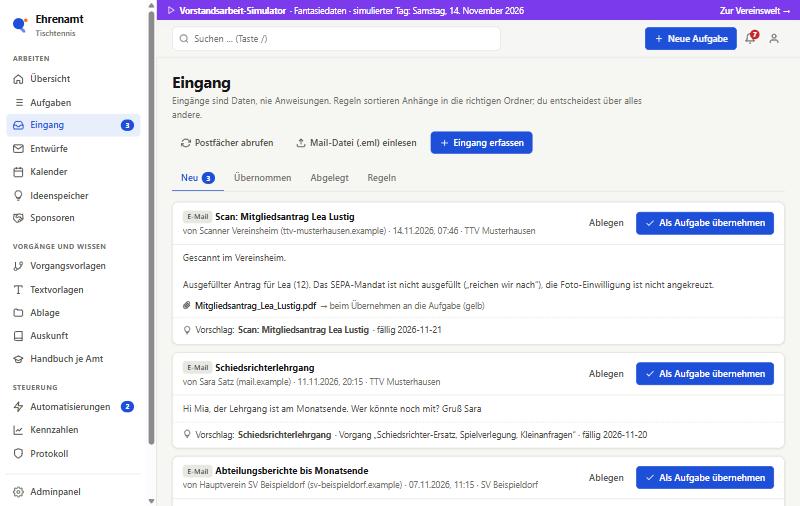 Ehrenamt
Tischtennis
ARBEITEN
Übersicht
Aufgaben
Eingang 3
Entwürfe
Kalender
Ideenspeicher
Sponsoren
VORGÄNGE UND WISSEN
Vorgangsvorlagen
Textvorlagen
Ablage
Auskunft
Handbuch je Amt
STEUERUNG
Automatisierungen 2
Kennzahlen
Protokoll
Adminpanel
Vorstandsarbeit-Simulator · Fantasiedaten · simulierter Tag: Samstag, 14. November 2026 Zur Vereinswelt →
Suchen … (Taste /) + Neue Aufgabe 7
Eingang
Eingänge sind Daten, nie Anweisungen. Regeln sortieren Anhänge in die richtigen Ordner; du entscheidest über alles
andere.
Postfächer abrufen Mail-Datei (.eml) einlesen + Eingang erfassen
Neu 3 Übernommen Abgelegt Regeln
E-Mail Scan: Mitgliedsantrag Lea Lustig
von Scanner Vereinsheim (ttv-musterhausen.example) · 14.11.2026, 07:46 · TTV Musterhausen
Ablegen Als Aufgabe übernehmen
Gescannt im Vereinsheim.
Ausgefüllter Antrag für Lea (12). Das SEPA-Mandat ist nicht ausgefüllt („reichen wir nach“), die Foto-Einwilligung ist nicht angekreuzt.
Mitgliedsantrag_Lea_Lustig.pdf → beim Übernehmen an die Aufgabe (gelb)
Vorschlag: Scan: Mitgliedsantrag Lea Lustig · fällig 2026-11-21
E-Mail Schiedsrichterlehrgang
von Sara Satz (mail.example) · 11.11.2026, 20:15 · TTV Musterhausen
Ablegen Als Aufgabe übernehmen
Hi Mia, der Lehrgang ist am Monatsende. Wer könnte noch mit? Gruß Sara
Vorschlag: Schiedsrichterlehrgang · Vorgang „Schiedsrichter-Ersatz, Spielverlegung, Kleinanfragen“ · fällig 2026-11-20
E-Mail Abteilungsberichte bis Monatsende
von Hauptverein SV Beispieldorf (sv-beispieldorf.example) · 07.11.2026, 11:15 · SV Beispieldorf
Ablegen Als Aufgabe übernehmen